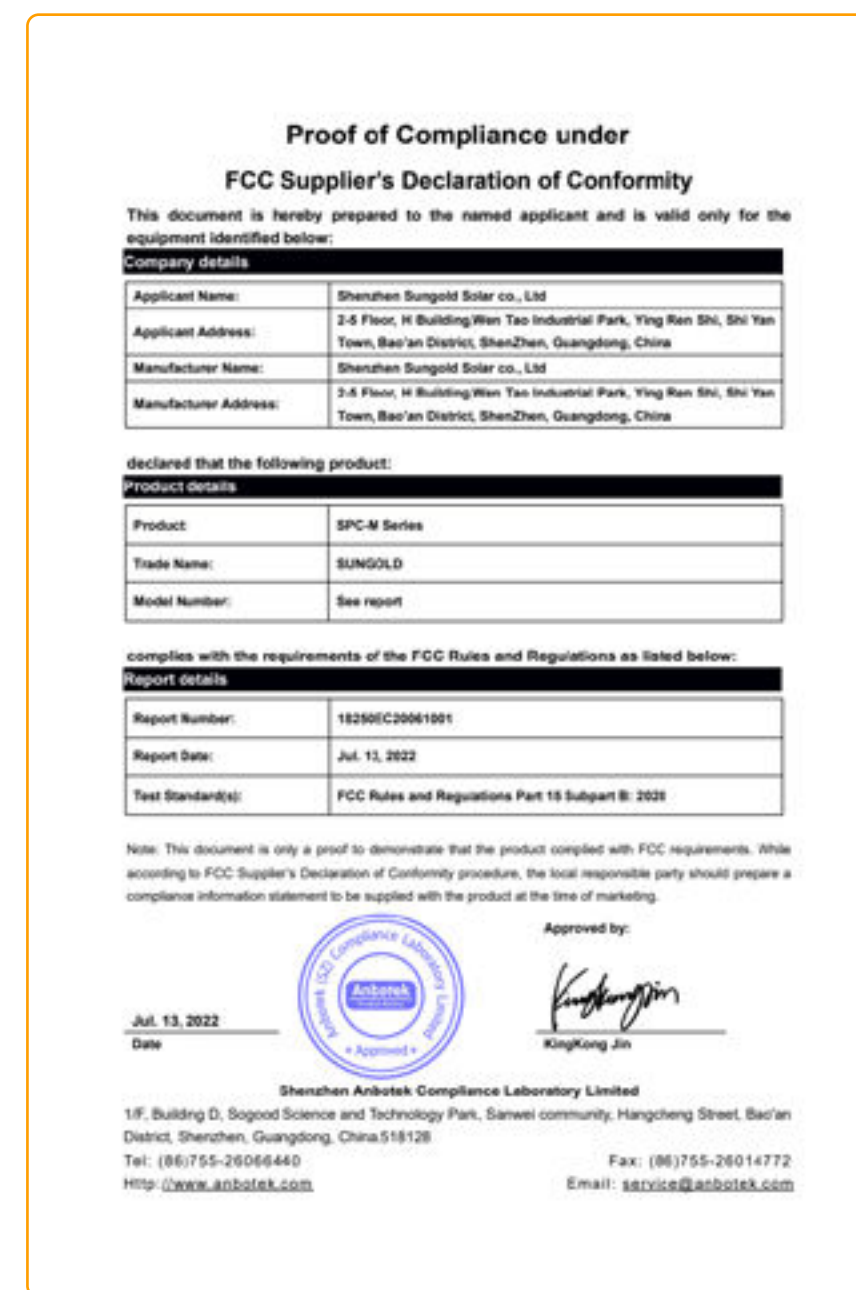 Proof of Compliance under
FCC Supplier's Declaration of Conformity
This document is hereby prepared to the named applicant and is valid only for the
equipment identified below:
Company details
Applicant Name: Shenzhen Sungold Solar co., Ltd
Applicant Address: 2-5 Floor, H Building,Wen Tao Industrial Park, Ying Ren Shi, Shi Yan
Town, Bao'an District, ShenZhen, Guangdong, China
Manufacturer Name: Shenzhen Sungold Solar co., Ltd
Manufacturer Address: 2-5 Floor, H Building,Wen Tao Industrial Park, Ying Ren Shi, Shi Yan
Town, Bao'an District, ShenZhen, Guangdong, China
declared that the following product:
Product details
Product: SPC-M Series
Trade Name: SUNGOLD
Model Number: See report
complies with the requirements of the FCC Rules and Regulations as listed below:
Report details
Report Number: 18250EC20061001
Report Date: Jul. 13, 2022
Test Standard(s): FCC Rules and Regulations Part 15 Subpart B: 2020
Note: This document is only a proof to demonstrate that the product complied with FCC requirements. While
according to FCC Supplier's Declaration of Conformity procedure, the local responsible party should prepare a
compliance information statement to be supplied with the product at the time of marketing.
Approved by:
Anbotek (SZ) Compliance Laboratory Limited
Anbotek
* Approved *
KingKong Jin
Jul. 13, 2022
Date
KingKong Jin
Shenzhen Anbotek Compliance Laboratory Limited
1/F, Building D, Sogood Science and Technology Park, Sanwei community, Hangcheng Street, Bao'an
District, Shenzhen, Guangdong, China.518128
Tel: (86)755-26066440 Fax: (86)755-26014772
Http://www.anbotek.com Email: service@anbotek.com